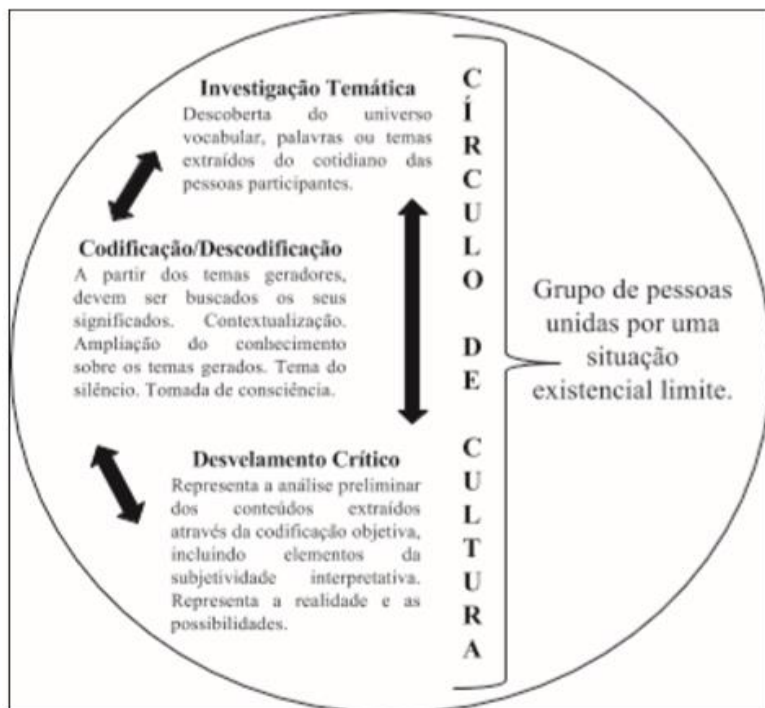 Investigação Temática
Descoberta do universo
vocabular, palavras ou temas
extraídos do cotidiano das
pessoas participantes.
Codificação/Descodificação
A partir dos temas geradores,
devem ser buscados os seus
significados. Contextualização.
Ampliação do conhecimento
sobre os temas gerados. Tema do
silêncio. Tomada de consciência.
Desvelamento Crítico
Representa a análise preliminar
dos conteúdos extraídos
através da codificação objetiva,
incluindo elementos da
subjetividade interpretativa.
Representa a realidade e as
possibilidades.
CÍRCULO DE CULTURA
Grupo de pessoas
unidas por uma
situação
existencial limite.